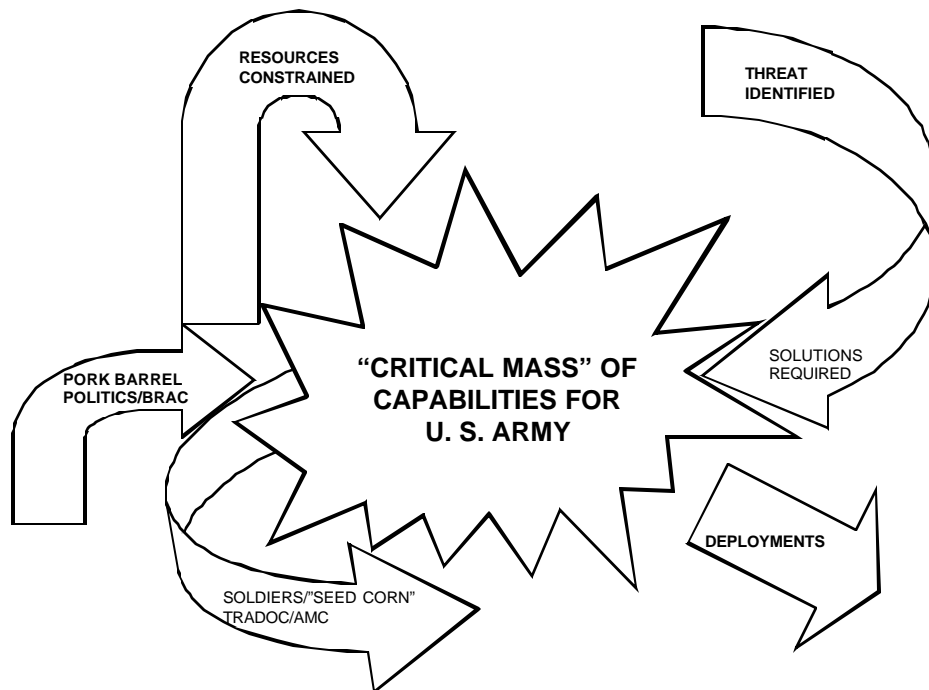 RESOURCES
CONSTRAINED
THREAT
IDENTIFIED
“CRITICAL MASS” OF
CAPABILITIES FOR
U. S. ARMY
SOLUTIONS
REQUIRED
PORK BARREL
POLITICS/BRAC
DEPLOYMENTS
SOLDIERS/”SEED CORN”
TRADOC/AMC